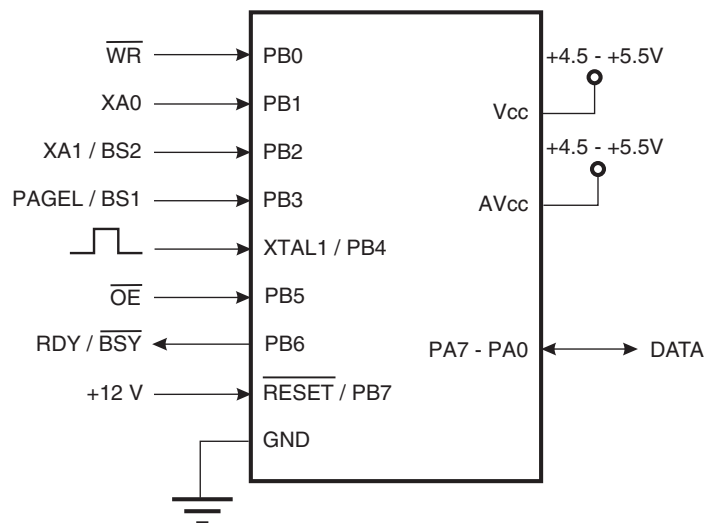 WR
PB0
XA0
PB1
XA1 / BS2
PB2
PAGEL / BS1
PB3
XTAL1 / PB4
OE
PB5
RDY / BSY
PB6
+12 V
RESET / PB7
GND
+4.5 - +5.5V
Vcc
+4.5 - +5.5V
AVcc
PA7 - PA0
DATA